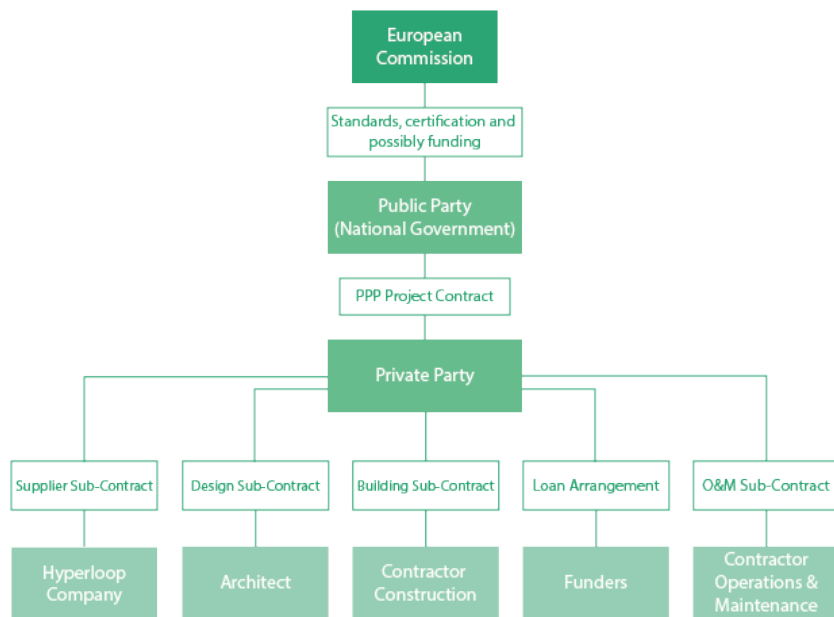 European
Commission
Standards, certification and
possibly funding
Public Party
(National Government)
PPP Project Contract
Private Party
Supplier Sub-Contract
Design Sub-Contract
Building Sub-Contract
Loan Arrangement
O&M Sub-Contract
Hyperloop
Company
Architect
Contractor
Construction
Funders
Contractor
Operations &
Maintenance